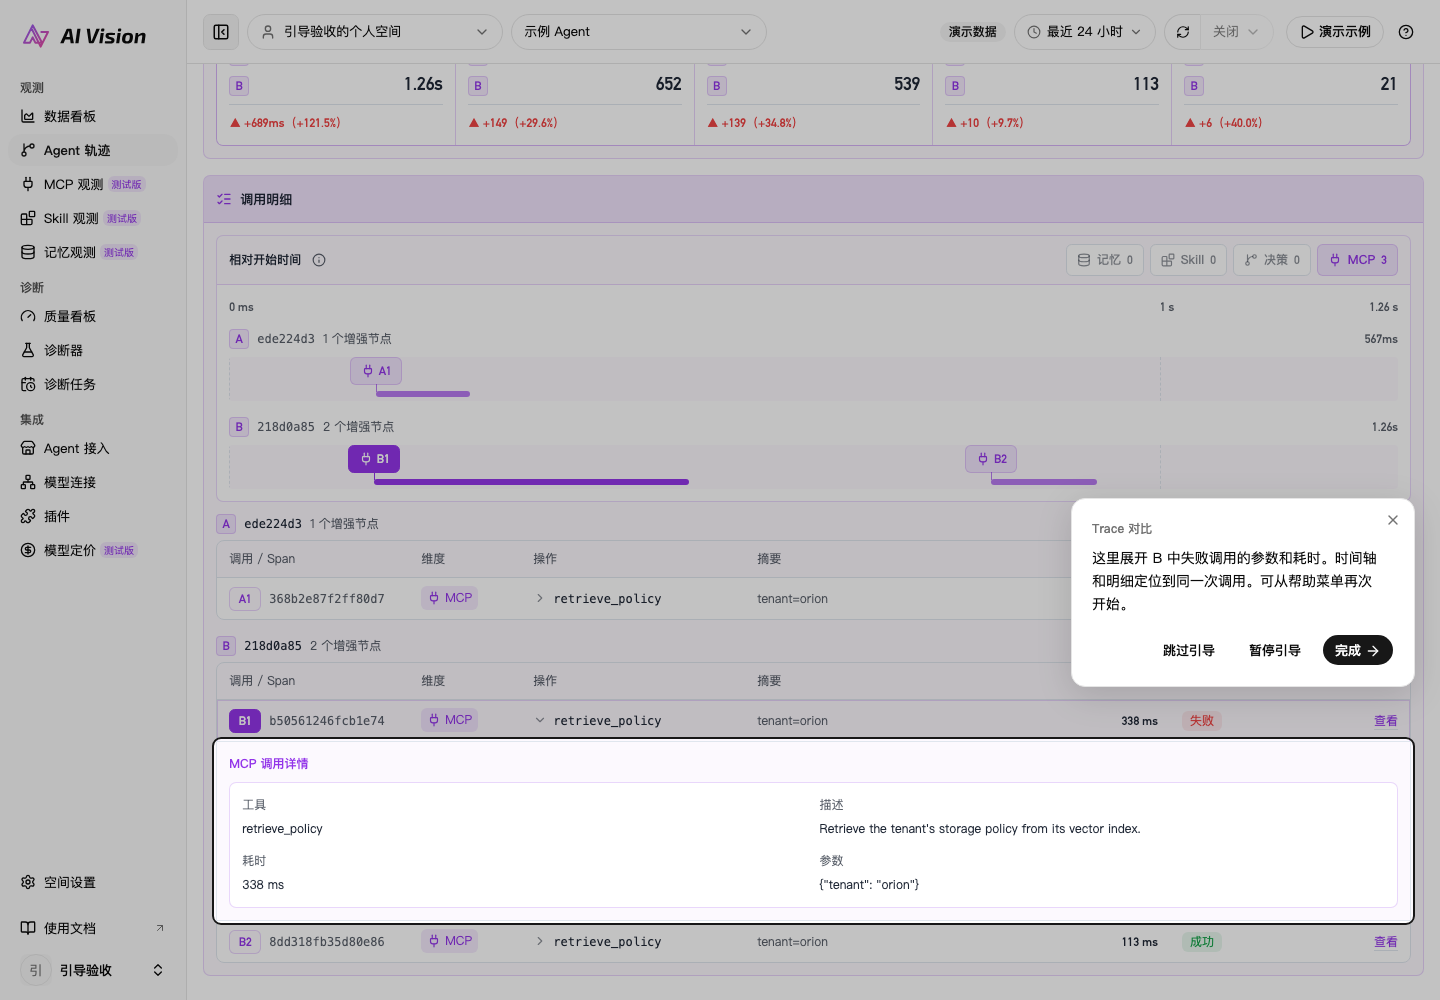 AI Vision
引导验收的个人空间
示例 Agent
演示数据
最近 24 小时
关闭
演示示例
观测
数据看板
Agent 轨迹
MCP 观测 测试版
Skill 观测 测试版
记忆观测 测试版
诊断
质量看板
诊断器
诊断任务
集成
Agent 接入
模型连接
插件
模型定价 测试版
空间设置
使用文档
引 引导验收
B 1.26s
+689ms (+121.5%)
B 652
+149 (+29.6%)
B 539
+139 (+34.8%)
B 113
+10 (+9.7%)
B 21
+6 (+40.0%)
调用明细
相对开始时间
记忆 0
Skill 0
决策 0
MCP 3
0 ms 1 s 1.26 s
A ede224d3 1 个增强节点 567ms
A1
B 218d0a85 2 个增强节点 1.26s
B1 B2
A ede224d3 1 个增强节点
调用 / Span 维度 操作 摘要
A1 368b2e87f2ff80d7 MCP retrieve_policy tenant=orion
B 218d0a85 2 个增强节点
调用 / Span 维度 操作 摘要
B1 b50561246fcb1e74 MCP retrieve_policy tenant=orion 338 ms 失败 查看
MCP 调用详情
工具 描述
retrieve_policy Retrieve the tenant's storage policy from its vector index.
耗时 参数
338 ms {"tenant": "orion"}
B2 8dd318fb35d80e86 MCP retrieve_policy tenant=orion 113 ms 成功 查看
Trace 对比
这里展开 B 中失败调用的参数和耗时。时间轴
和明细定位到同一次调用。可从帮助菜单再次
开始。
跳过引导 暂停引导 完成